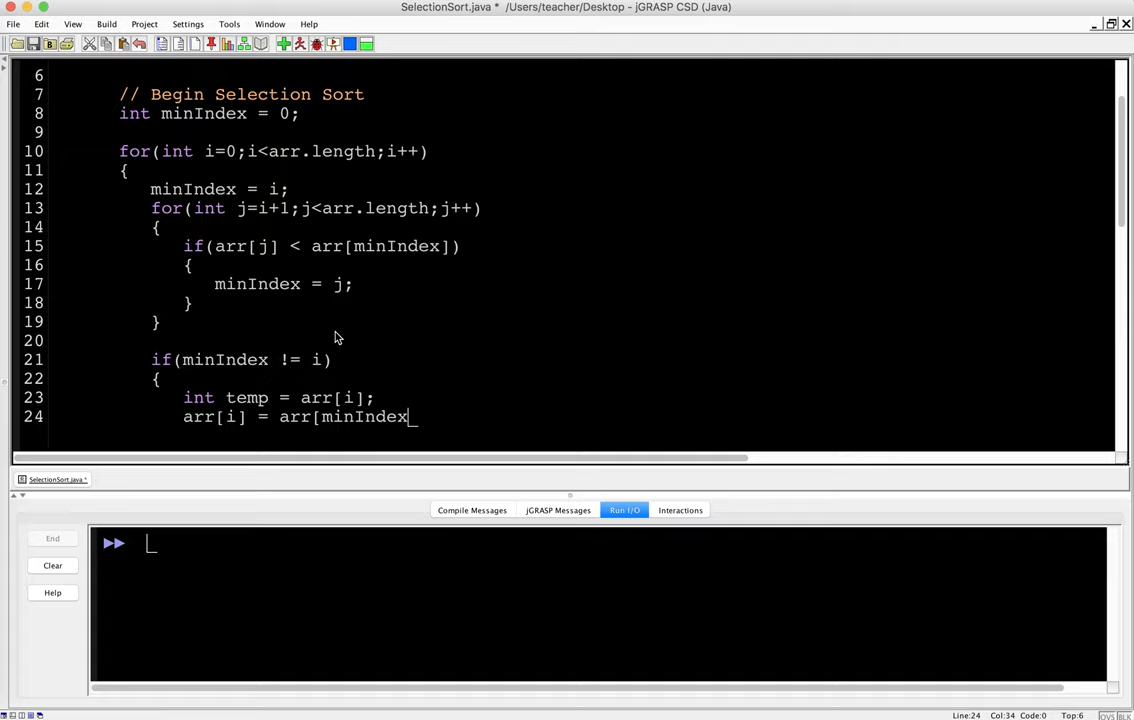 SelectionSort.java * /Users/teacher/Desktop - jGRASP CSD (Java)
File Edit View Build Project Settings Tools Window Help
6
7 // Begin Selection Sort
8 int minIndex = 0;
9
10 for(int i=0;i<arr.length;i++)
11 {
12 minIndex = i;
13 for(int j=i+1;j<arr.length;j++)
14 {
15 if(arr[j] < arr[minIndex])
16 {
17 minIndex = j;
18 }
19 }
20
21 if(minIndex != i)
22 {
23 int temp = arr[i];
24 arr[i] = arr[minIndex
SelectionSort.java *
Compile Messages jGRASP Messages Run I/O Interactions
End
Clear
Help
Line:24 Col:34 Code:0 Top:6 OVS BLK